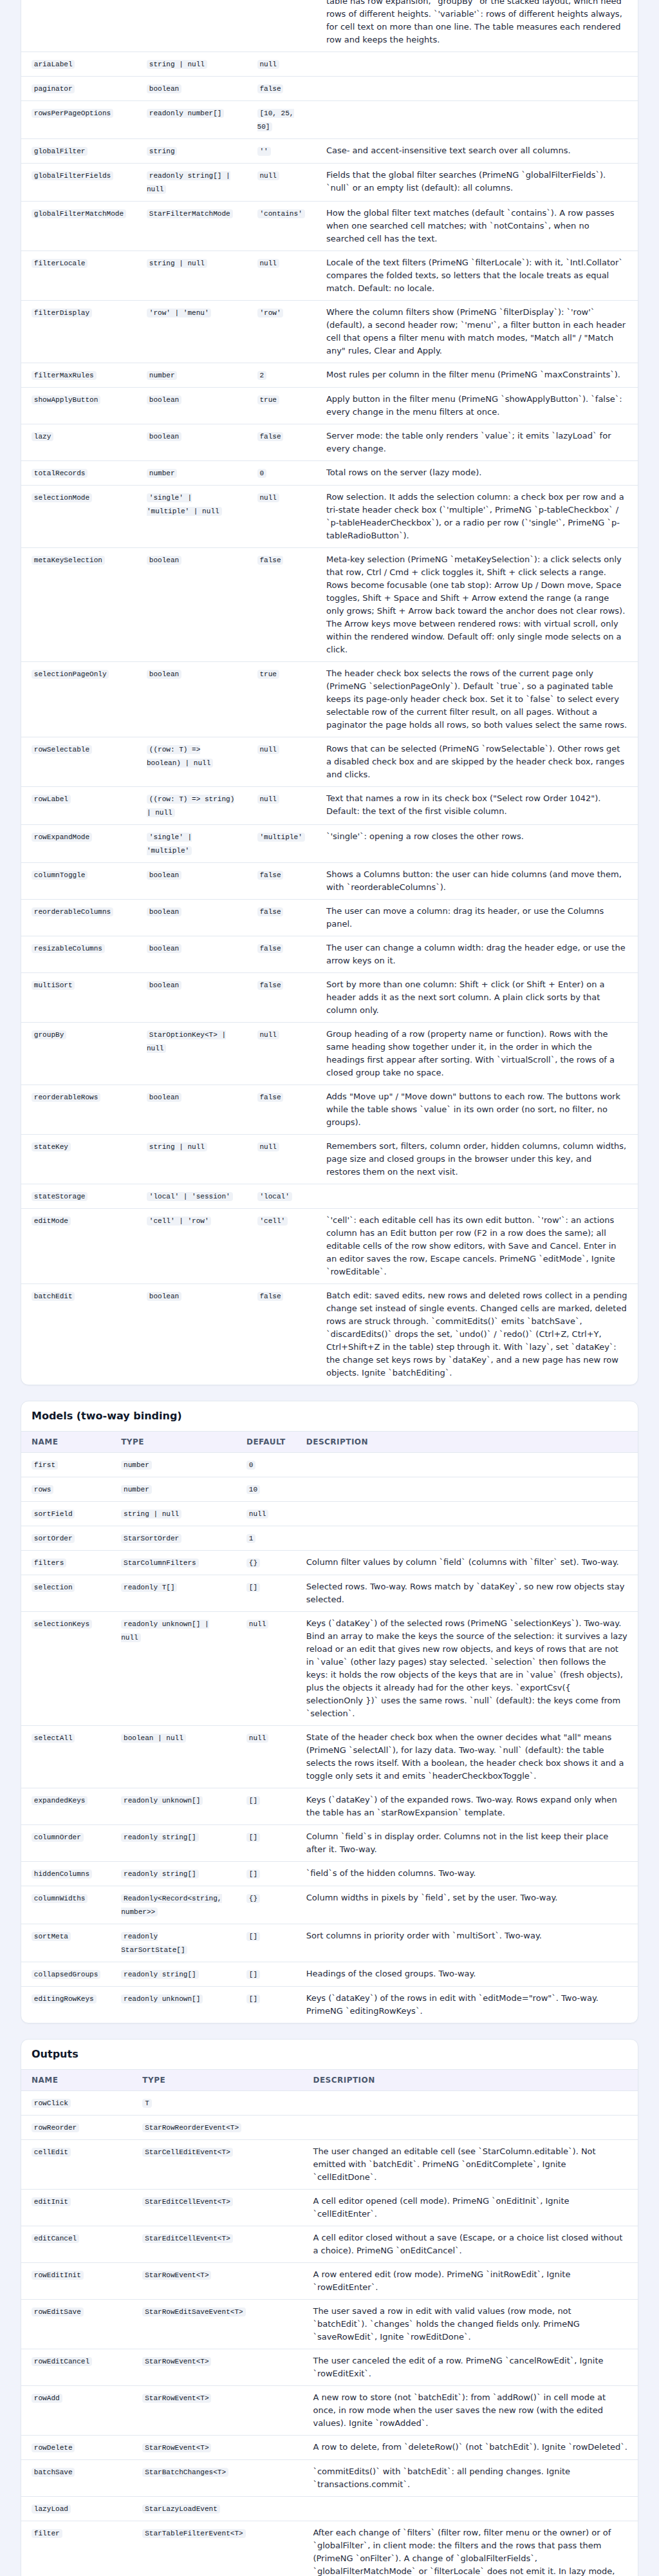 table has row expansion, `groupBy` or the stacked layout, which need
rows of different heights. `'variable'`: rows of different heights always,
for cell text on more than one line. The table measures each rendered
row and keeps the heights.
ariaLabel string | null null
paginator boolean false
rowsPerPageOptions readonly number[] [10, 25,
50]
globalFilter string '' Case- and accent-insensitive text search over all columns.
globalFilterFields readonly string[] |
null null Fields that the global filter searches (PrimeNG `globalFilterFields`).
`null` or an empty list (default): all columns.
globalFilterMatchMode StarFilterMatchMode 'contains' How the global filter text matches (default `contains`). A row passes
when one searched cell matches; with `notContains`, when no
searched cell has the text.
filterLocale string | null null Locale of the text filters (PrimeNG `filterLocale`): with it, `Intl.Collator`
compares the folded texts, so letters that the locale treats as equal
match. Default: no locale.
filterDisplay 'row' | 'menu' 'row' Where the column filters show (PrimeNG `filterDisplay`): `'row'`
(default), a second header row; `'menu'`, a filter button in each header
cell that opens a filter menu with match modes, "Match all" / "Match
any" rules, Clear and Apply.
filterMaxRules number 2 Most rules per column in the filter menu (PrimeNG `maxConstraints`).
showApplyButton boolean true Apply button in the filter menu (PrimeNG `showApplyButton`). `false`:
every change in the menu filters at once.
lazy boolean false Server mode: the table only renders `value`; it emits `lazyLoad` for
every change.
totalRecords number 0 Total rows on the server (lazy mode).
selectionMode 'single' |
'multiple' | null null Row selection. It adds the selection column: a check box per row and a
tri-state header check box (`'multiple'`, PrimeNG `p-tableCheckbox` /
`p-tableHeaderCheckbox`), or a radio per row (`'single'`, PrimeNG `p-
tableRadioButton`).
metaKeySelection boolean false Meta-key selection (PrimeNG `metaKeySelection`): a click selects only
that row, Ctrl / Cmd + click toggles it, Shift + click selects a range.
Rows become focusable (one tab stop): Arrow Up / Down move, Space
toggles, Shift + Space and Shift + Arrow extend the range (a range
only grows; Shift + Arrow back toward the anchor does not clear rows).
The Arrow keys move between rendered rows: with virtual scroll, only
within the rendered window. Default off: only single mode selects on a
click.
selectionPageOnly boolean true The header check box selects the rows of the current page only
(PrimeNG `selectionPageOnly`). Default `true`, so a paginated table
keeps its page-only header check box. Set it to `false` to select every
selectable row of the current filter result, on all pages. Without a
paginator the page holds all rows, so both values select the same rows.
rowSelectable ((row: T) =>
boolean) | null null Rows that can be selected (PrimeNG `rowSelectable`). Other rows get
a disabled check box and are skipped by the header check box, ranges
and clicks.
rowLabel ((row: T) => string)
| null null Text that names a row in its check box ("Select row Order 1042").
Default: the text of the first visible column.
rowExpandMode 'single' |
'multiple' 'multiple' `'single'`: opening a row closes the other rows.
columnToggle boolean false Shows a Columns button: the user can hide columns (and move them,
with `reorderableColumns`).
reorderableColumns boolean false The user can move a column: drag its header, or use the Columns
panel.
resizableColumns boolean false The user can change a column width: drag the header edge, or use the
arrow keys on it.
multiSort boolean false Sort by more than one column: Shift + click (or Shift + Enter) on a
header adds it as the next sort column. A plain click sorts by that
column only.
groupBy StarOptionKey<T> |
null null Group heading of a row (property name or function). Rows with the
same heading show together under it, in the order in which the
headings first appear after sorting. With `virtualScroll`, the rows of a
closed group take no space.
reorderableRows boolean false Adds "Move up" / "Move down" buttons to each row. The buttons work
while the table shows `value` in its own order (no sort, no filter, no
groups).
stateKey string | null null Remembers sort, filters, column order, hidden columns, column widths,
page size and closed groups in the browser under this key, and
restores them on the next visit.
stateStorage 'local' | 'session' 'local'
editMode 'cell' | 'row' 'cell' `'cell'`: each editable cell has its own edit button. `'row'`: an actions
column has an Edit button per row (F2 in a row does the same); all
editable cells of the row show editors, with Save and Cancel. Enter in
an editor saves the row, Escape cancels. PrimeNG `editMode`, Ignite
`rowEditable`.
batchEdit boolean false Batch edit: saved edits, new rows and deleted rows collect in a pending
change set instead of single events. Changed cells are marked, deleted
rows are struck through. `commitEdits()` emits `batchSave`,
`discardEdits()` drops the set, `undo()` / `redo()` (Ctrl+Z, Ctrl+Y,
Ctrl+Shift+Z in the table) step through it. With `lazy`, set `dataKey`:
the change set keys rows by `dataKey`, and a new page has new row
objects. Ignite `batchEditing`.
Models (two-way binding)
NAME TYPE DEFAULT DESCRIPTION
first number 0
rows number 10
sortField string | null null
sortOrder StarSortOrder 1
filters StarColumnFilters {} Column filter values by column `field` (columns with `filter` set). Two-way.
selection readonly T[] [] Selected rows. Two-way. Rows match by `dataKey`, so new row objects stay
selected.
selectionKeys readonly unknown[] |
null null Keys (`dataKey`) of the selected rows (PrimeNG `selectionKeys`). Two-way.
Bind an array to make the keys the source of the selection: it survives a lazy
reload or an edit that gives new row objects, and keys of rows that are not
in `value` (other lazy pages) stay selected. `selection` then follows the
keys: it holds the row objects of the keys that are in `value` (fresh objects),
plus the objects it already had for the other keys. `exportCsv({
selectionOnly })` uses the same rows. `null` (default): the keys come from
`selection`.
selectAll boolean | null null State of the header check box when the owner decides what "all" means
(PrimeNG `selectAll`), for lazy data. Two-way. `null` (default): the table
selects the rows itself. With a boolean, the header check box shows it and a
toggle only sets it and emits `headerCheckboxToggle`.
expandedKeys readonly unknown[] [] Keys (`dataKey`) of the expanded rows. Two-way. Rows expand only when
the table has an `starRowExpansion` template.
columnOrder readonly string[] [] Column `field`s in display order. Columns not in the list keep their place
after it. Two-way.
hiddenColumns readonly string[] [] `field`s of the hidden columns. Two-way.
columnWidths Readonly<Record<string,
number>> {} Column widths in pixels by `field`, set by the user. Two-way.
sortMeta readonly
StarSortState[] [] Sort columns in priority order with `multiSort`. Two-way.
collapsedGroups readonly string[] [] Headings of the closed groups. Two-way.
editingRowKeys readonly unknown[] [] Keys (`dataKey`) of the rows in edit with `editMode="row"`. Two-way.
PrimeNG `editingRowKeys`.
Outputs
NAME TYPE DESCRIPTION
rowClick T
rowReorder StarRowReorderEvent<T>
cellEdit StarCellEditEvent<T> The user changed an editable cell (see `StarColumn.editable`). Not
emitted with `batchEdit`. PrimeNG `onEditComplete`, Ignite
`cellEditDone`.
editInit StarEditCellEvent<T> A cell editor opened (cell mode). PrimeNG `onEditInit`, Ignite
`cellEditEnter`.
editCancel StarEditCellEvent<T> A cell editor closed without a save (Escape, or a choice list closed without
a choice). PrimeNG `onEditCancel`.
rowEditInit StarRowEvent<T> A row entered edit (row mode). PrimeNG `initRowEdit`, Ignite
`rowEditEnter`.
rowEditSave StarRowEditSaveEvent<T> The user saved a row in edit with valid values (row mode, not
`batchEdit`). `changes` holds the changed fields only. PrimeNG
`saveRowEdit`, Ignite `rowEditDone`.
rowEditCancel StarRowEvent<T> The user canceled the edit of a row. PrimeNG `cancelRowEdit`, Ignite
`rowEditExit`.
rowAdd StarRowEvent<T> A new row to store (not `batchEdit`): from `addRow()` in cell mode at
once, in row mode when the user saves the new row (with the edited
values). Ignite `rowAdded`.
rowDelete StarRowEvent<T> A row to delete, from `deleteRow()` (not `batchEdit`). Ignite `rowDeleted`.
batchSave StarBatchChanges<T> `commitEdits()` with `batchEdit`: all pending changes. Ignite
`transactions.commit`.
lazyLoad StarLazyLoadEvent
filter StarTableFilterEvent<T> After each change of `filters` (filter row, filter menu or the owner) or of
`globalFilter`, in client mode: the filters and the rows that pass them
(PrimeNG `onFilter`). A change of `globalFilterFields`,
`globalFilterMatchMode` or `filterLocale` does not emit it. In lazy mode,